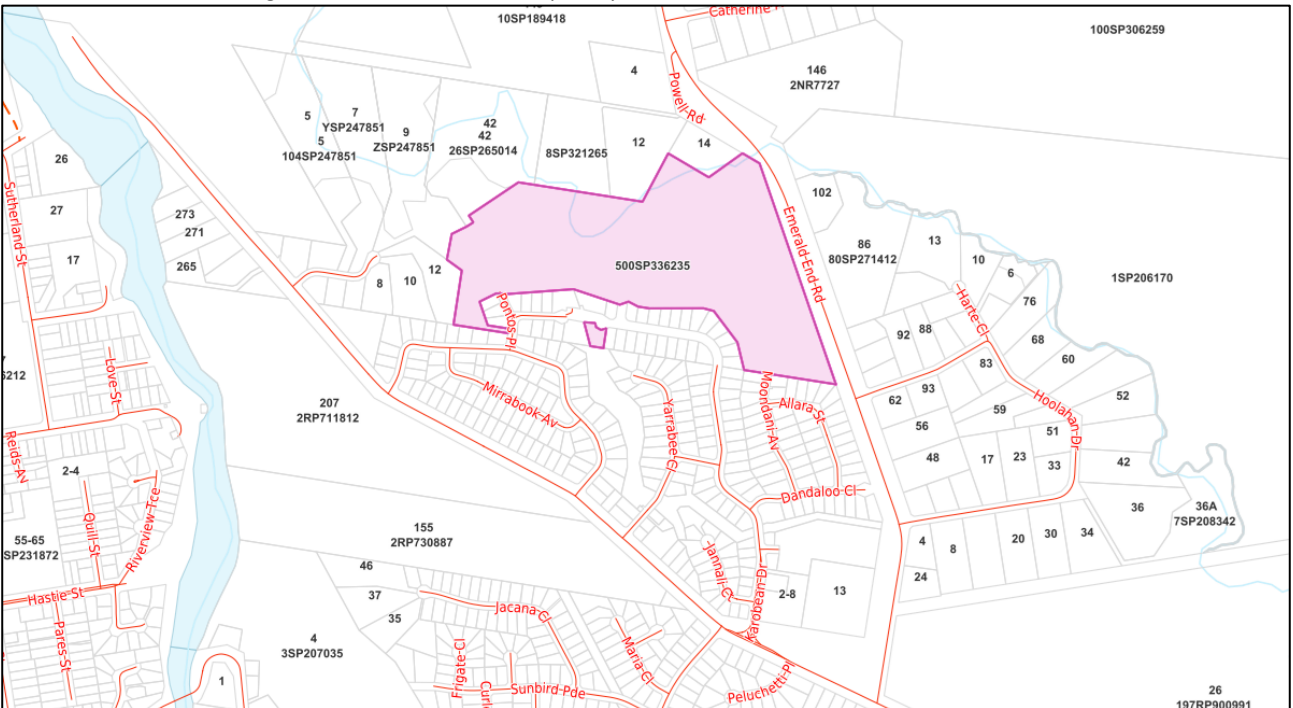 10SP189418
Catherine
100SP306259
4
146
2NR7727
Powell-Rd
7
YSP247851
5
5
104SP247851
9
ZSP247851
42
42
26SP265014
8SP321265
12
14
26
Sutherland-St
27
17
273
271
265
102
Emerald-End-Rd
86
80SP271412
13
10
6
1SP206170
500SP336235
8
10
12
Pontos-Pl
76
68
60
Harte-Cl
92
88
83
52
Hoolahan-Dr
93
62
59
56
51
48
17
23
33
42
36
36A
7SP208342
Love-St
6212
207
2RP711812
Mirrabook-Av
Yarrabee-Cl
Moondani-Av
Allara-St
Dandaloo-Cl
Reids-Av
2-4
Quill-St
Riverview-Tce
55-65
SP231872
Hastie-St
Pares-St
155
2RP730887
46
37
35
Jacana-Cl
Jannali-Ct
Yarobean-Dr
2-8
13
4
8
20
30
34
24
4
3SP207035
1
Frigate-Cl
Sunbird-Pde
Maria-Cl
Peluchetti-Pl
26
197RP900991